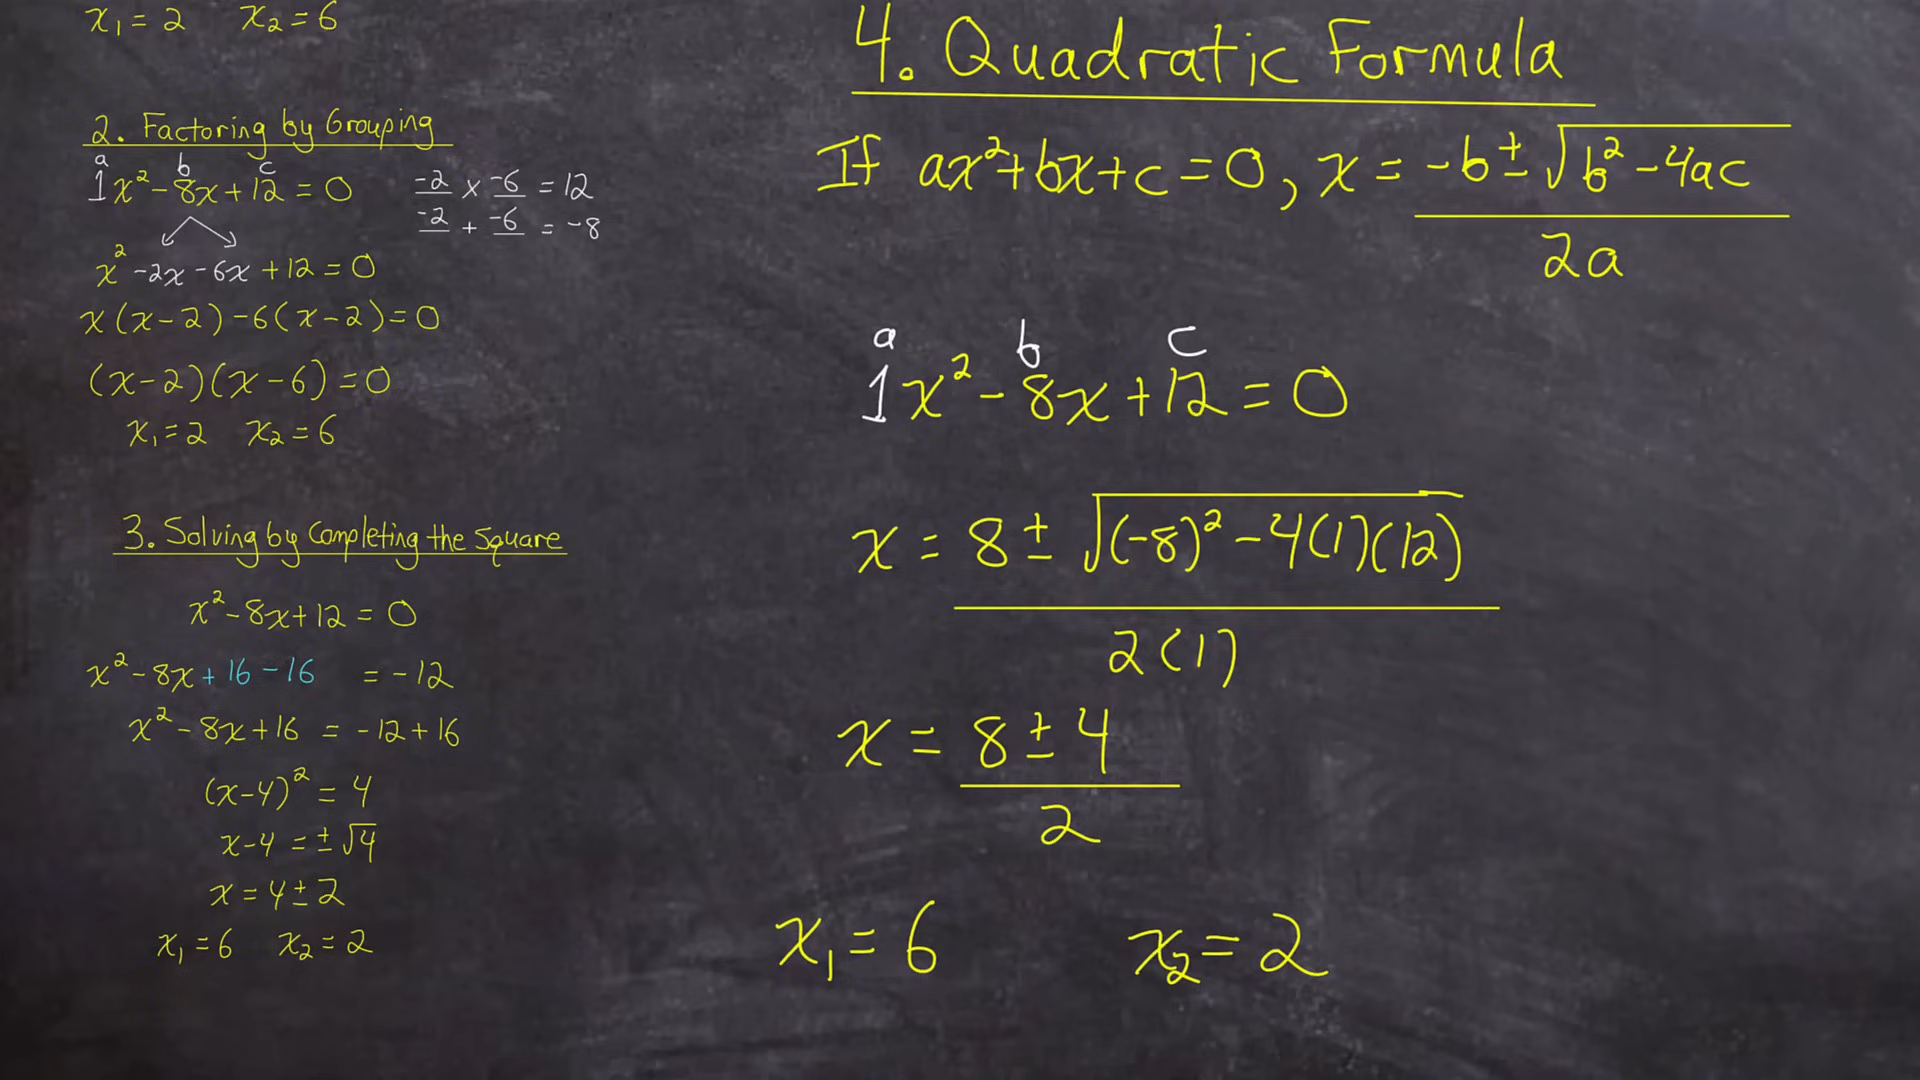 x₁ = 2 x₂ = 6
2. Factoring by Grouping
a b c
1x² - 8x + 12 = 0
-2 × -6 = 12
-2 + -6 = -8
x² - 2x - 6x + 12 = 0
x(x-2) - 6(x-2) = 0
(x-2)(x-6) = 0
x₁ = 2 x₂ = 6
3. Solving by Completing the Square
x² - 8x + 12 = 0
x² - 8x + 16 - 16 = -12
x² - 8x + 16 = -12 + 16
(x-4)² = 4
x-4 = ± √4
x = 4 ± 2
x₁ = 6 x₂ = 2
4. Quadratic Formula
If ax² + bx + c = 0, x = -b ± √b² - 4ac
2a
a b c
1x² - 8x + 12 = 0
x = 8 ± √(-8)² - 4(1)(12)
2(1)
x = 8 ± 4
2
x₁ = 6 x₂ = 2